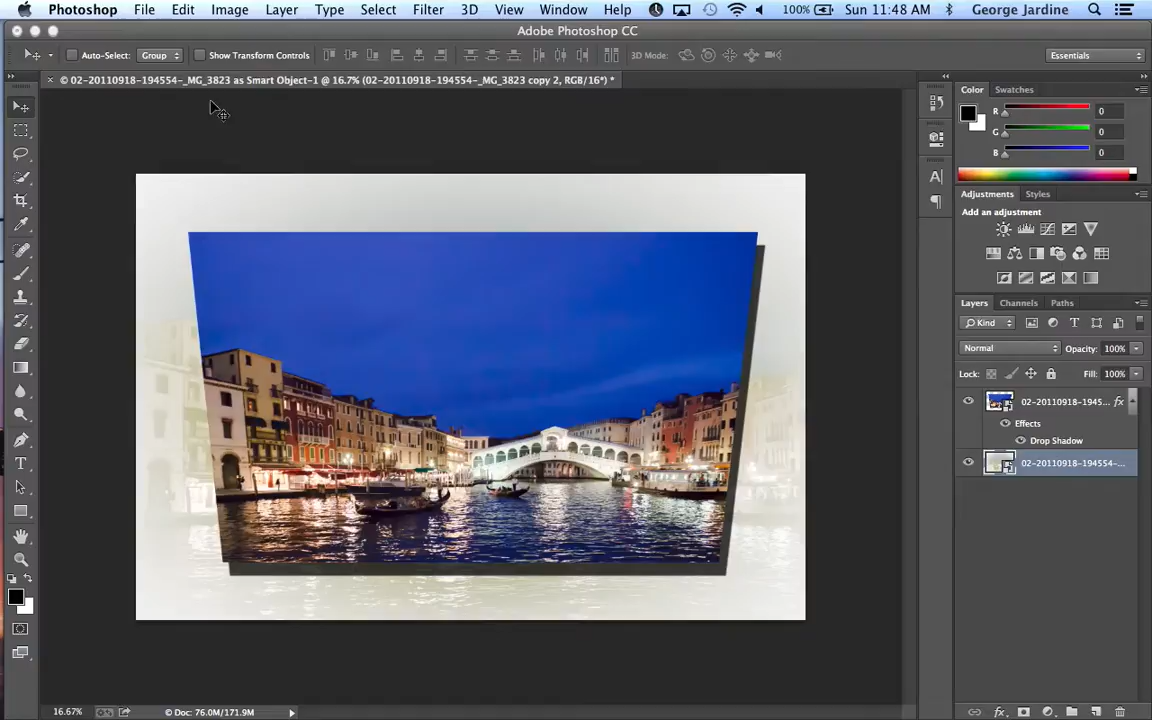 Photoshop File Edit Image Layer Type Select Filter 3D View Window Help 100% Sun 11:48 AM George Jardine
Adobe Photoshop CC
Auto-Select: Group Show Transform Controls 3D Mode: Essentials
× © 02-20110918-194554-_MG_3823 as Smart Object-1 @ 16.7% (02-20110918-194554-_MG_3823 copy 2, RGB/16*) *
Color Swatches
R 0
G 0
B 0
Adjustments Styles
Add an adjustment
Layers Channels Paths
Kind
Normal Opacity: 100%
Lock: Fill: 100%
02-20110918-1945... fx
Effects
Drop Shadow
02-20110918-194554-...
16.67% Doc: 76.0M/171.9M